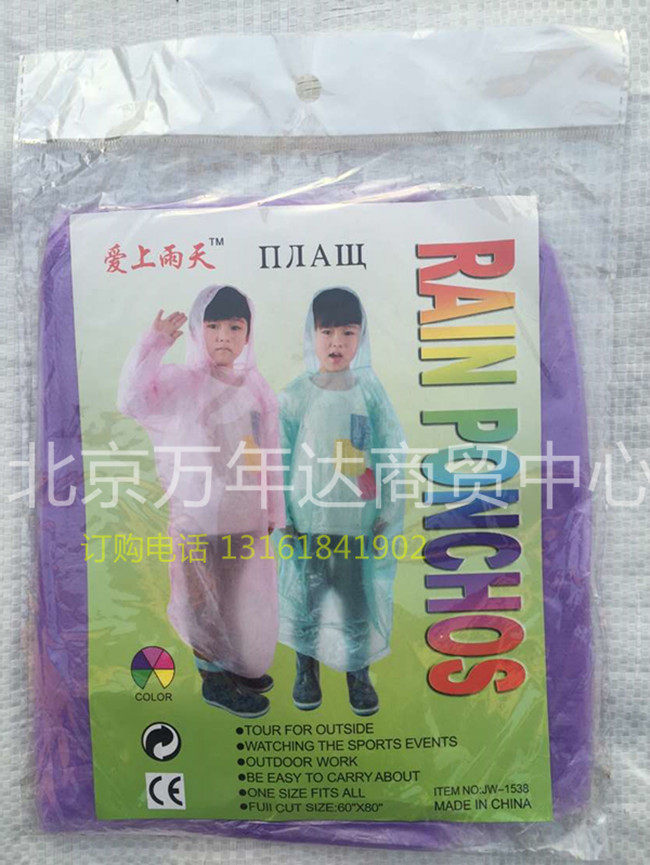 爱上雨天™
ПЛАЩ
RAIN PONCHOS
北京万年达商贸中心
订购电话 13161841902
COLOR
CE
●TOUR FOR OUTSIDE
●WATCHING THE SPORTS EVENTS
●OUTDOOR WORK
●BE EASY TO CARRY ABOUT
●ONE SIZE FITS ALL
●FUll CUT SIZE:60"X80"
ITEM NO:JW-1538
MADE IN CHINA